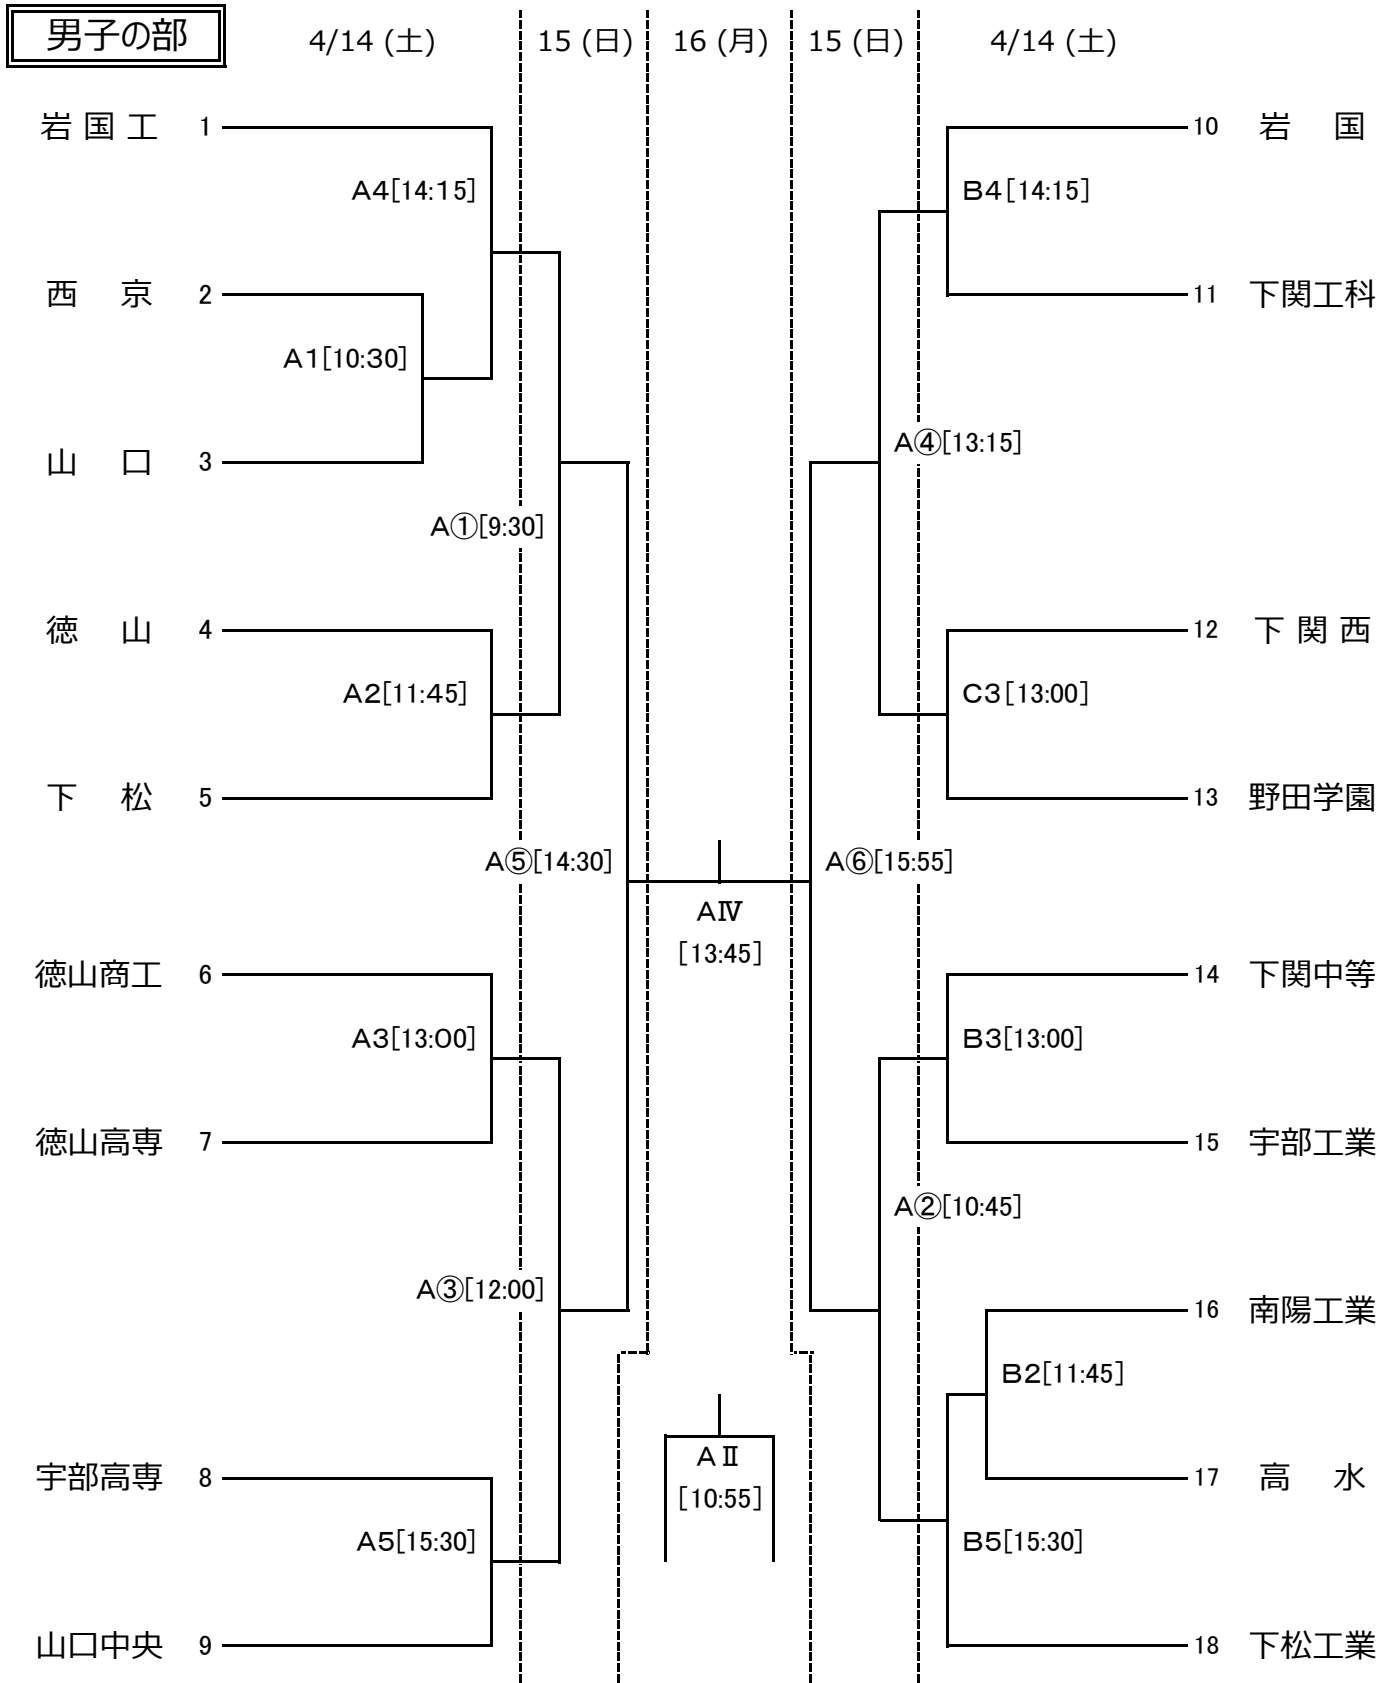 男子の部 4/14 (土) 15 (日) 16 (月) 15 (日) 4/14 (土)
岩国工 1 10 岩 国
A4[14:15] B4[14:15]
西 京 2 11 下関工科
A1[10:30]
A④[13:15]
山 口 3
A①[9:30]
徳 山 4 12 下関西
A2[11:45] C3[13:00]
下 松 5 13 野田学園
A⑤[14:30] A⑥[15:55]
AⅣ
[13:45]
徳山商工 6 14 下関中等
A3[13:00] B3[13:00]
徳山高専 7 15 宇部工業
A②[10:45]
A③[12:00]
16 南陽工業
B2[11:45]
AⅡ
宇部高専 8 17 高 水
[10:55]
A5[15:30] B5[15:30]
山口中央 9 18 下松工業